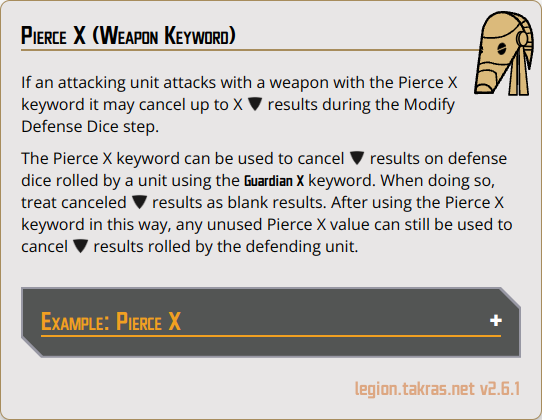 Pierce X (Weapon Keyword)
If an attacking unit attacks with a weapon with the Pierce X
keyword it may cancel up to X results during the Modify
Defense Dice step.
The Pierce X keyword can be used to cancel results on defense
dice rolled by a unit using the Guardian X keyword. When doing so,
treat canceled results as blank results. After using the Pierce X
keyword in this way, any unused Pierce X value can still be used to
cancel results rolled by the defending unit.
Example: Pierce X +
legion.takras.net v2.6.1